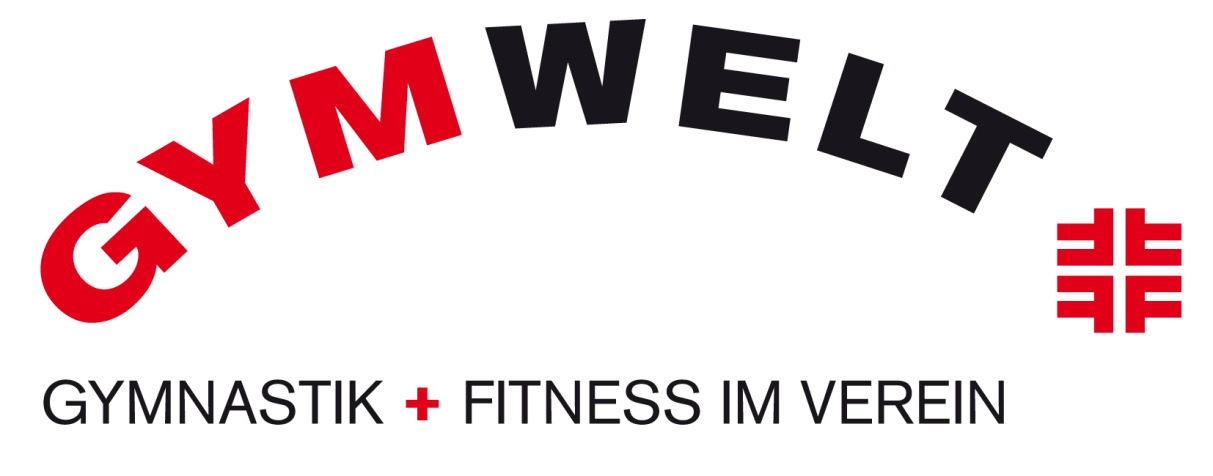 GYMWELT
GYMNASTIK + FITNESS IM VEREIN